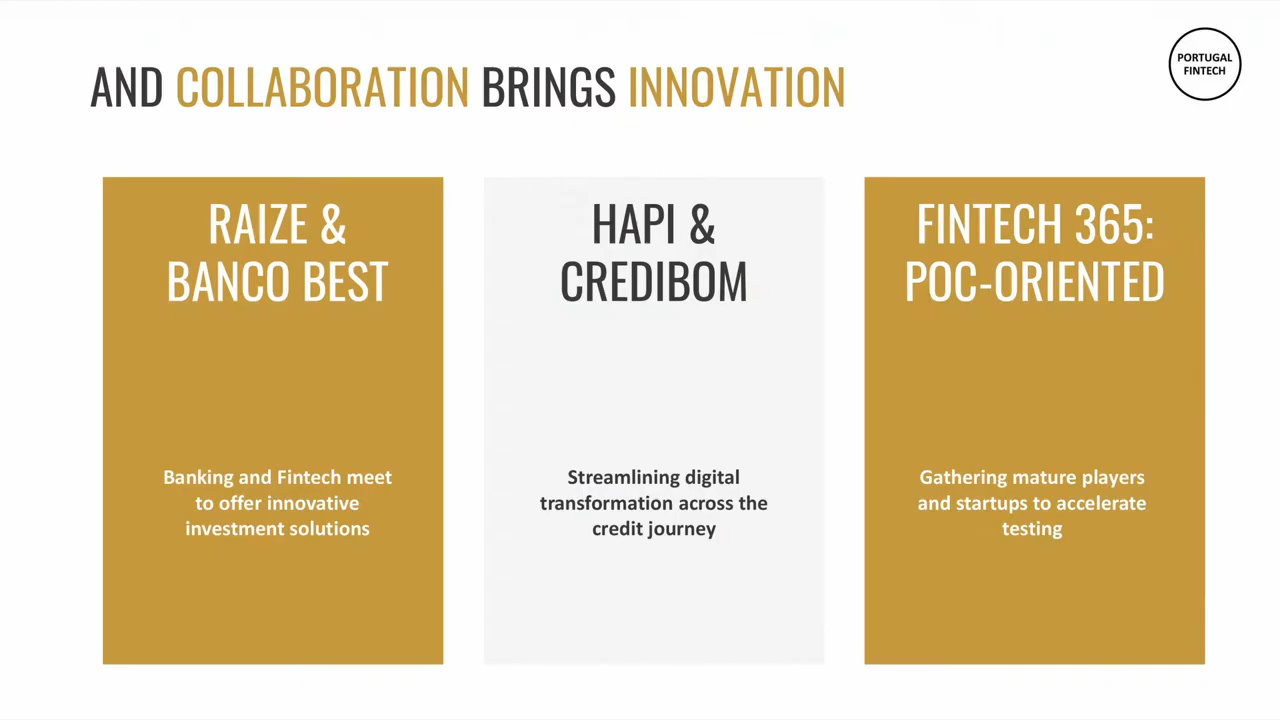 AND COLLABORATION BRINGS INNOVATION
PORTUGAL
FINTECH
RAIZE &
BANCO BEST
Banking and Fintech meet
to offer innovative
investment solutions
HAPI &
CREDIBOM
Streamlining digital
transformation across the
credit journey
FINTECH 365:
POC-ORIENTED
Gathering mature players
and startups to accelerate
testing